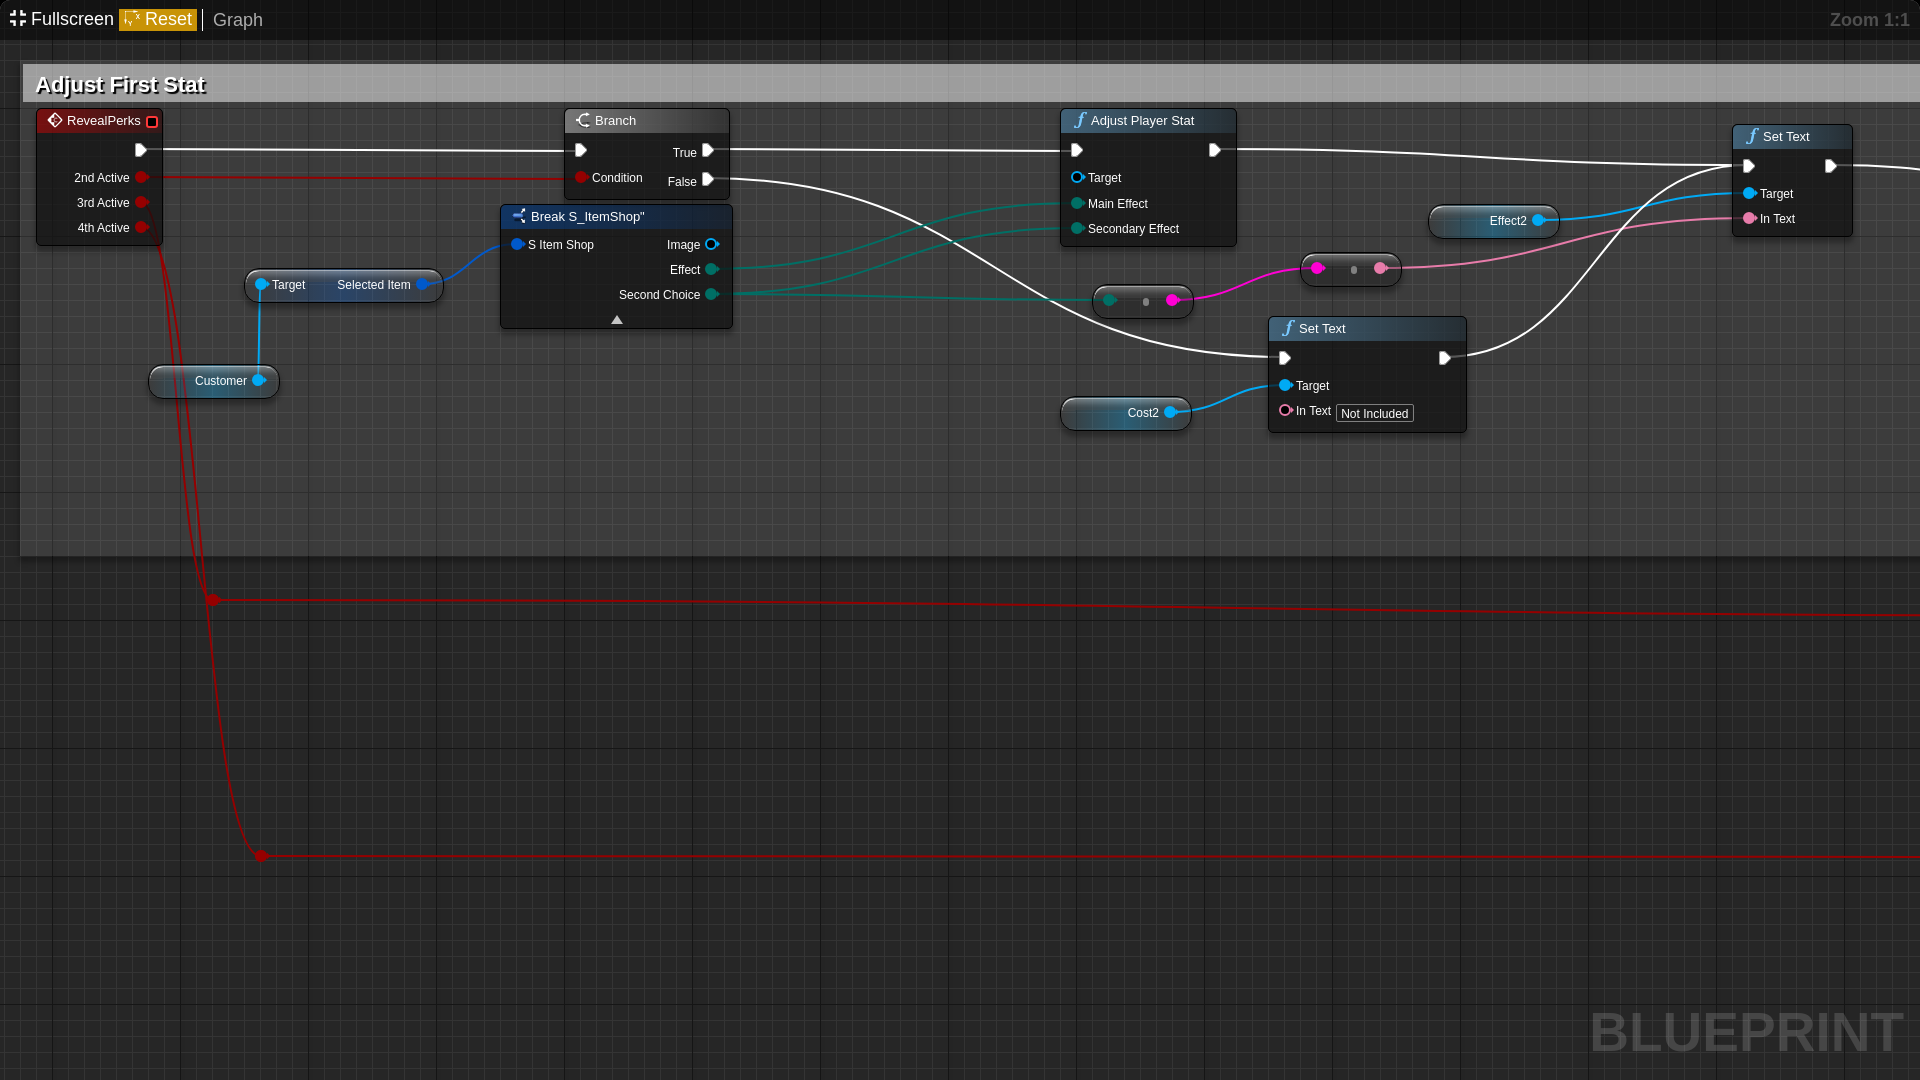 Fullscreen Reset Graph Zoom 1:1
Adjust First Stat
RevealPerks
2nd Active
3rd Active
4th Active
Branch
True
Condition
False
Break S_ItemShop"
S Item Shop
Image
Effect
Second Choice
Target
Selected Item
Customer
Adjust Player Stat
Target
Main Effect
Secondary Effect
Set Text
Target
In Text Not Included
Cost2
Effect2
Set Text
Target
In Text
BLUEPRINT